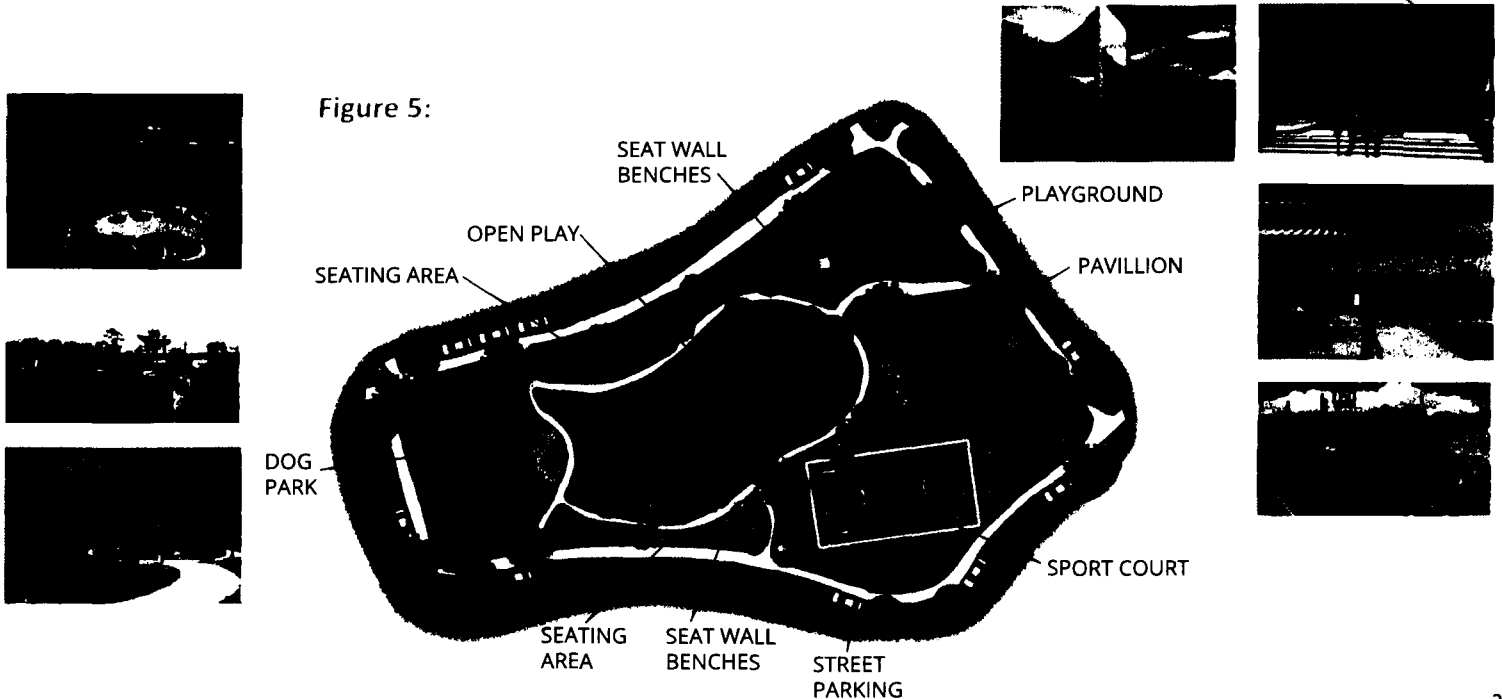 Figure 5:
SEAT WALL
BENCHES
PLAYGROUND
OPEN PLAY
PAVILLION
SEATING AREA
DOG
PARK
SPORT COURT
SEATING
AREA
SEAT WALL
BENCHES
STREET
PARKING